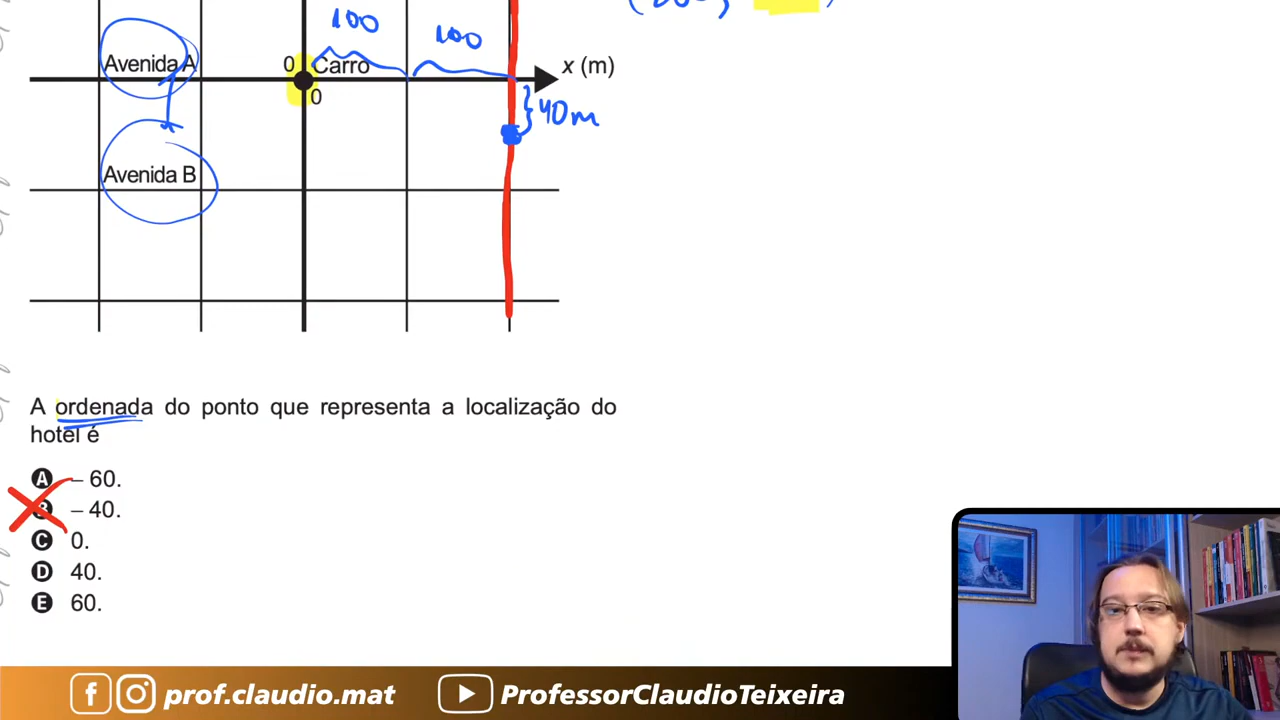 100
100
Avenida A
0
Carro
x (m)
0
40m
Avenida B
A ordenada do ponto que representa a localização do
hotel é
A – 60.
B – 40.
C 0.
D 40.
E 60.
f prof.claudio.mat
ProfessorClaudioTeixeira